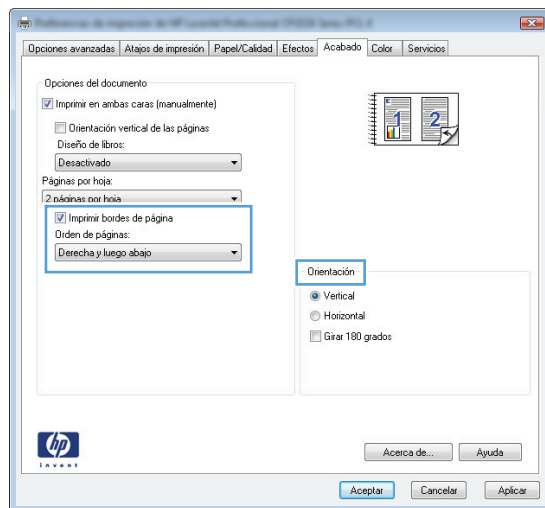 Opciones avanzadas Atajos de impresión Papel/Calidad Efectos Acabado Color Servicios
Opciones del documento
Imprimir en ambas caras (manualmente)
Orientación vertical de las páginas
Diseño de libros:
Desactivado
Páginas por hoja:
2 páginas por hoja
Imprimir bordes de página
Orden de páginas:
Derecha y luego abajo
1 2
Orientación
Vertical
Horizontal
Girar 180 grados
hp
invent
Acerca de... Ayuda
Aceptar Cancelar Aplicar